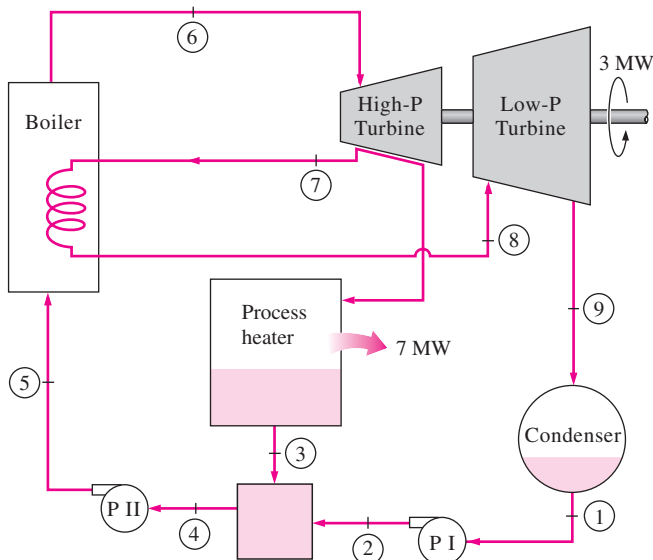 6
3 MW
High-P
Turbine
Low-P
Turbine
Boiler
7
8
Process
heater
7 MW
9
5
Condenser
3
1
P II
4
2
P I